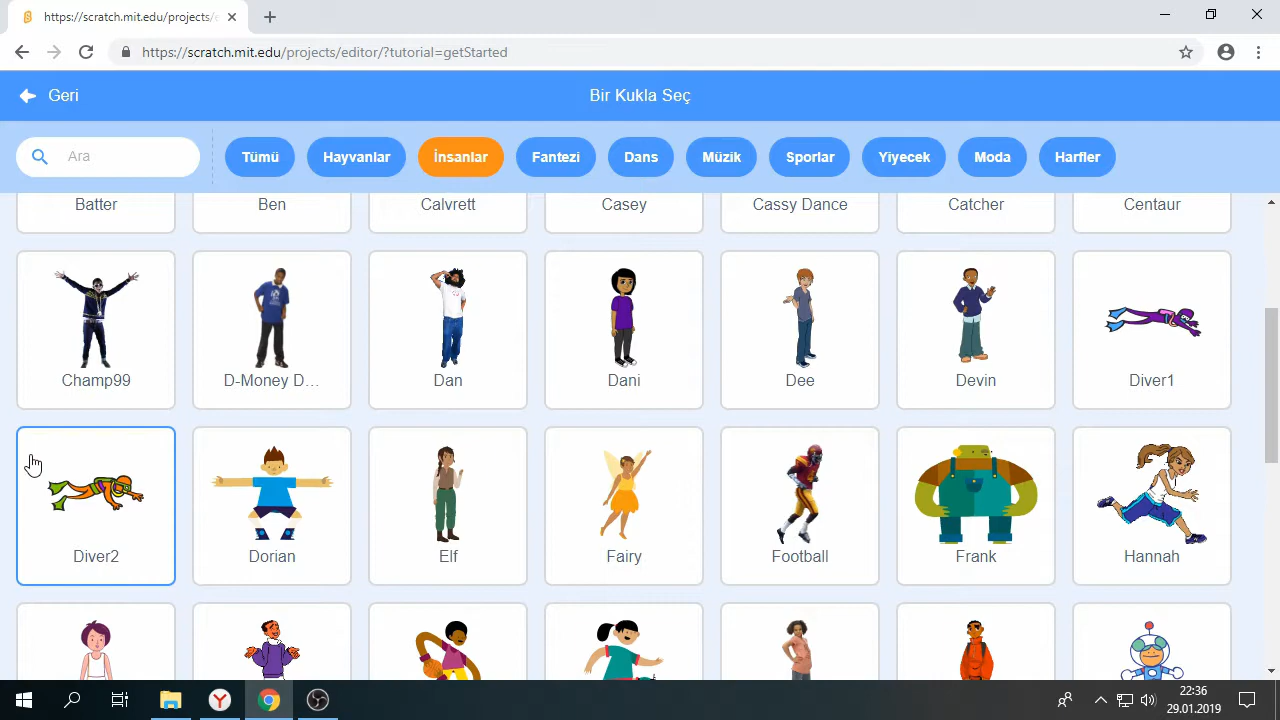 https://scratch.mit.edu/projects/e
https://scratch.mit.edu/projects/editor/?tutorial=getStarted
Geri
Bir Kukla Seç
Ara
Tümü
Hayvanlar
İnsanlar
Fantezi
Dans
Müzik
Sporlar
Yiyecek
Moda
Harfler
Batter
Ben
Calvrett
Casey
Cassy Dance
Catcher
Centaur
Champ99
D-Money D...
Dan
Dani
Dee
Devin
Diver1
Diver2
Dorian
Elf
Fairy
Football
Frank
Hannah
22:36
29.01.2019